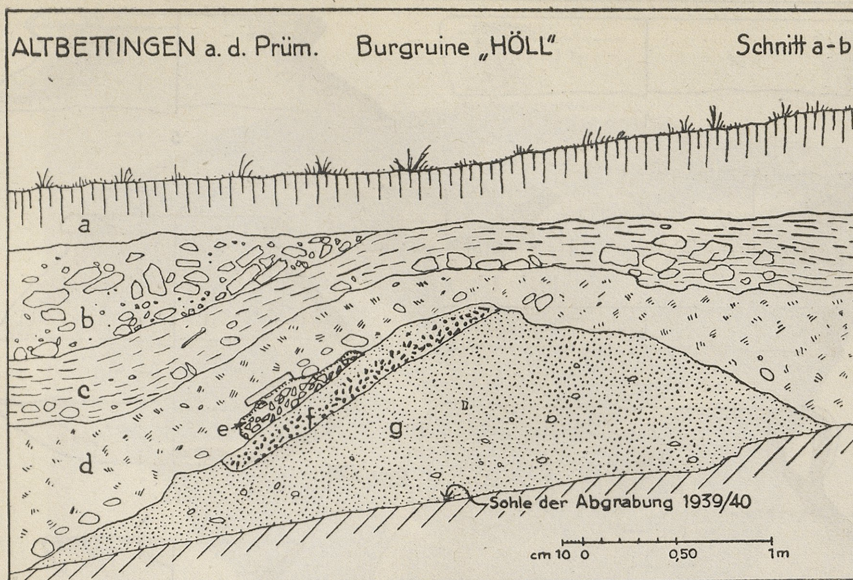 ALTBETTINGEN a. d. Prüm. Burgruine „HÖLL" Schnitt a-b
a
b
c
e
f
g
d
Sohle der Abgrabung 1939/40
cm 10 0 0,50 1m